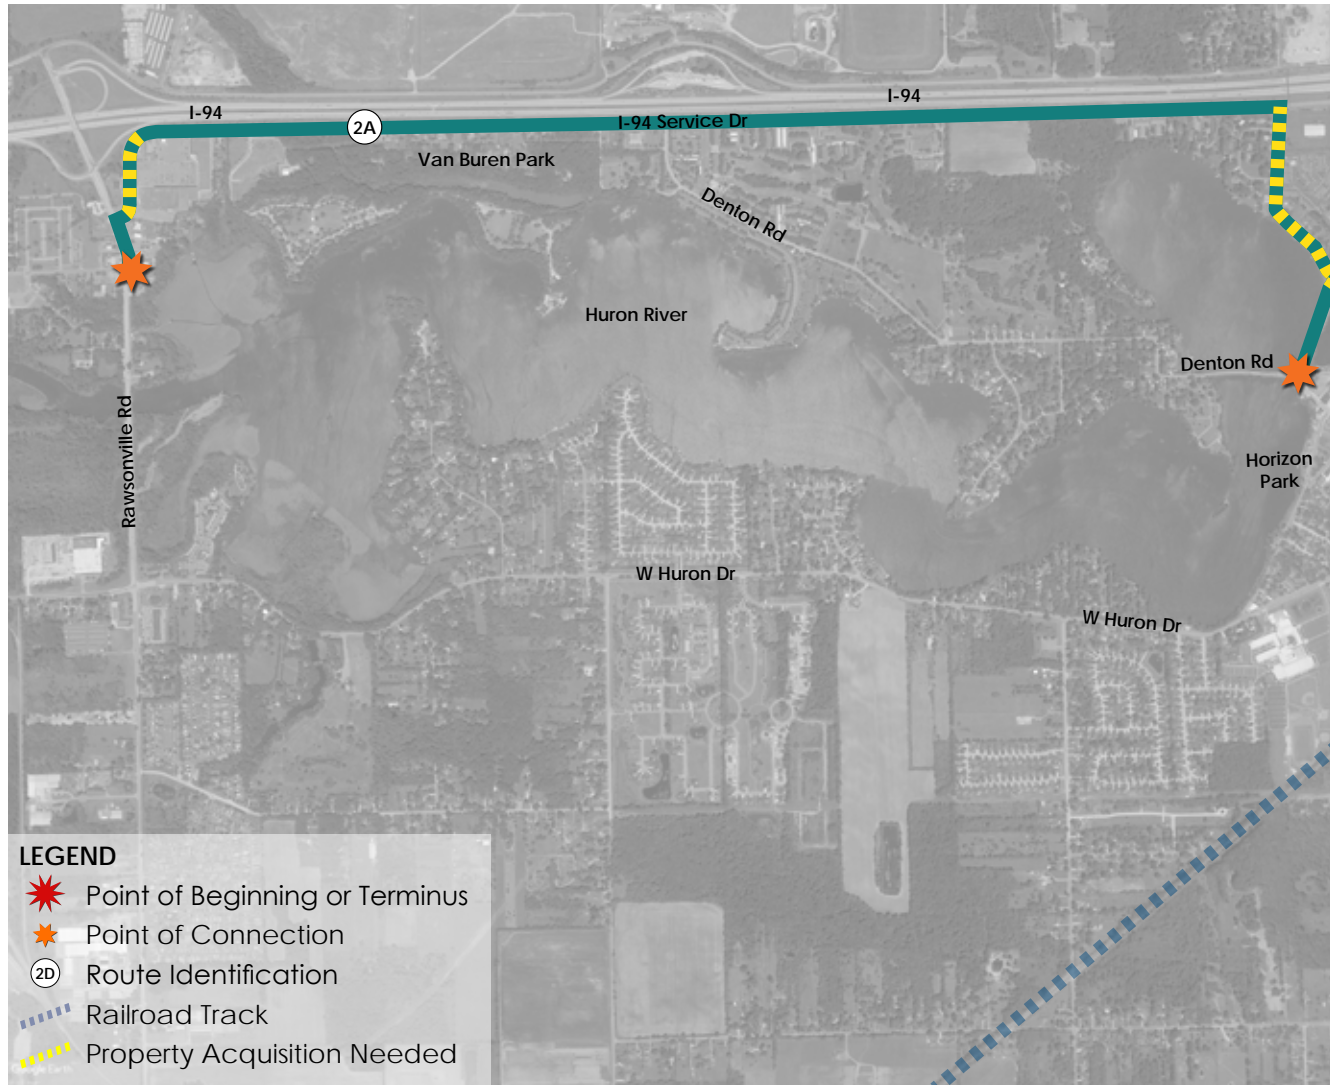 I-94
I-94
2A
I-94 Service Dr
Van Buren Park
Denton Rd
Huron River
Denton Rd
Rawsonville Rd
Horizon
Park
W Huron Dr
W Huron Dr
LEGEND
Point of Beginning or Terminus
Point of Connection
2D
Route Identification
Railroad Track
Property Acquisition Needed
Google Earth